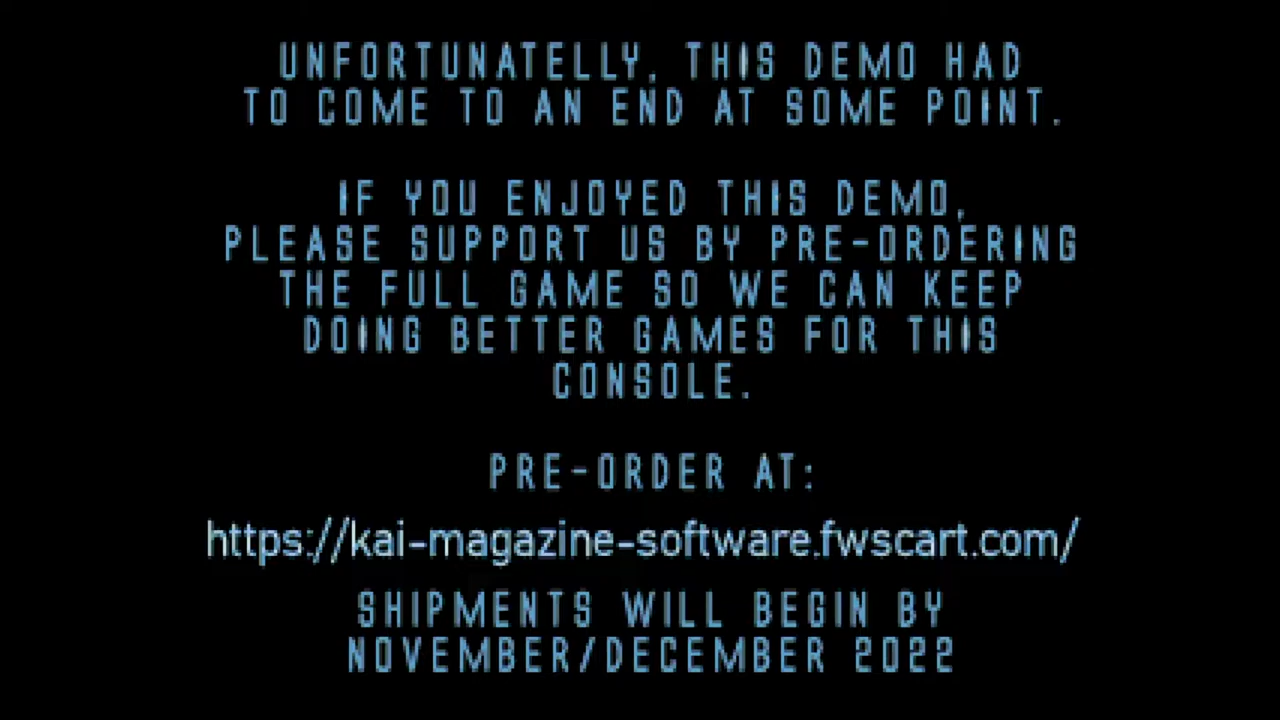 UNFORTUNATELLY, THIS DEMO HAD
TO COME TO AN END AT SOME POINT.
IF YOU ENJOYED THIS DEMO,
PLEASE SUPPORT US BY PRE-ORDERING
THE FULL GAME SO WE CAN KEEP
DOING BETTER GAMES FOR THIS
CONSOLE.
PRE-ORDER AT:
https://kai-magazine-software.fwscart.com/
SHIPMENTS WILL BEGIN BY
NOVEMBER/DECEMBER 2022